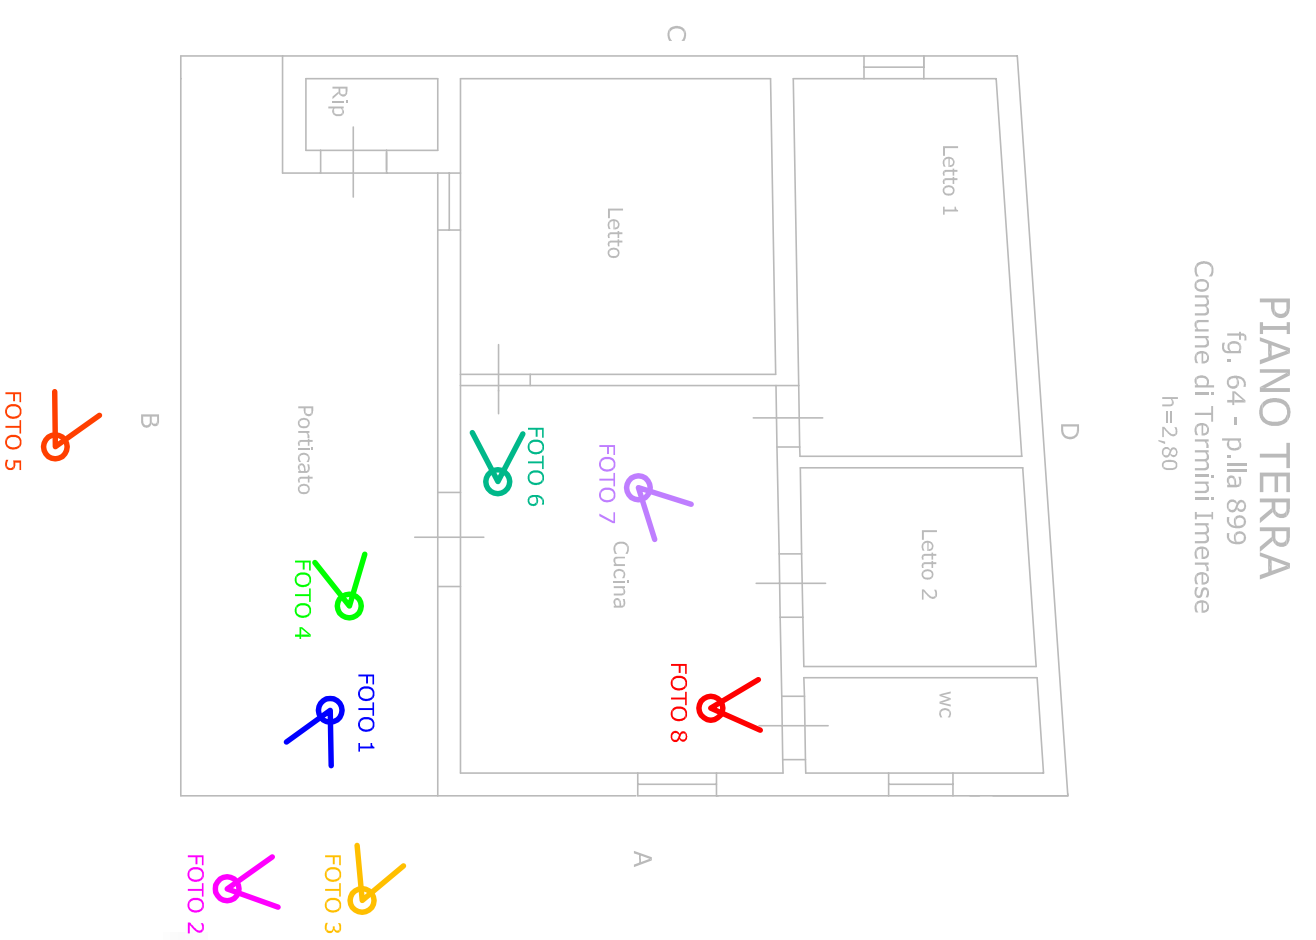 PIANO TERRA
fg. 64 - p.lla 899
Comune di Termini Imerese
h=2,80
D
C
A
B
Letto 1
Letto 2
wc
Letto
Cucina
Rip
Porticato
FOTO 8
FOTO 7
FOTO 6
FOTO 1
FOTO 4
FOTO 3
FOTO 2
FOTO 5